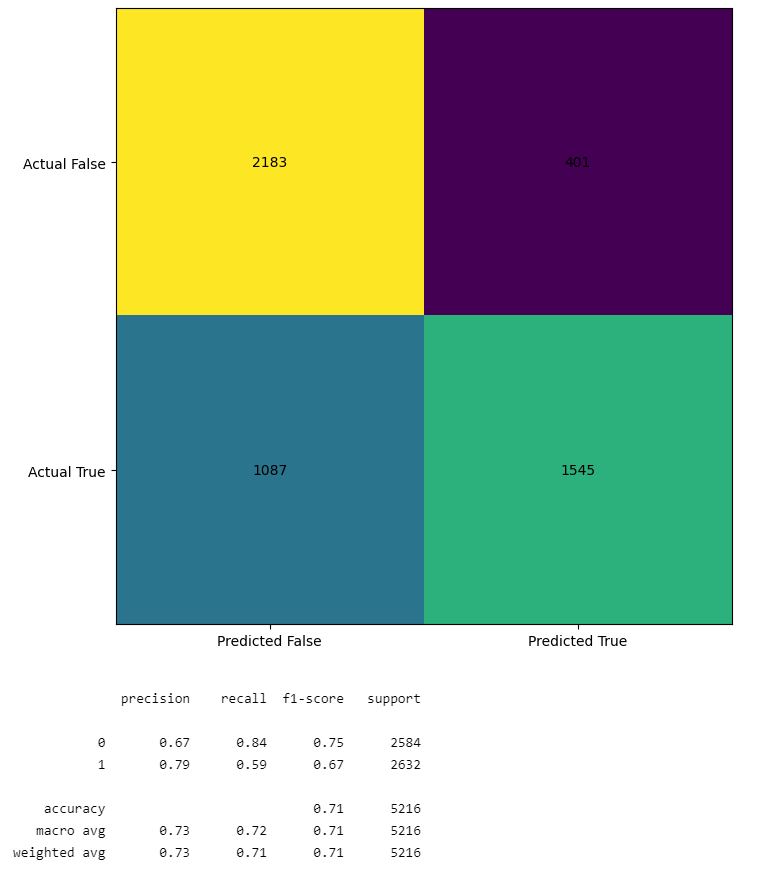 Actual False 2183 401
Actual True 1087 1545
Predicted False Predicted True
precision recall f1-score support
0 0.67 0.84 0.75 2584
1 0.79 0.59 0.67 2632
accuracy 0.71 5216
macro avg 0.73 0.72 0.71 5216
weighted avg 0.73 0.71 0.71 5216